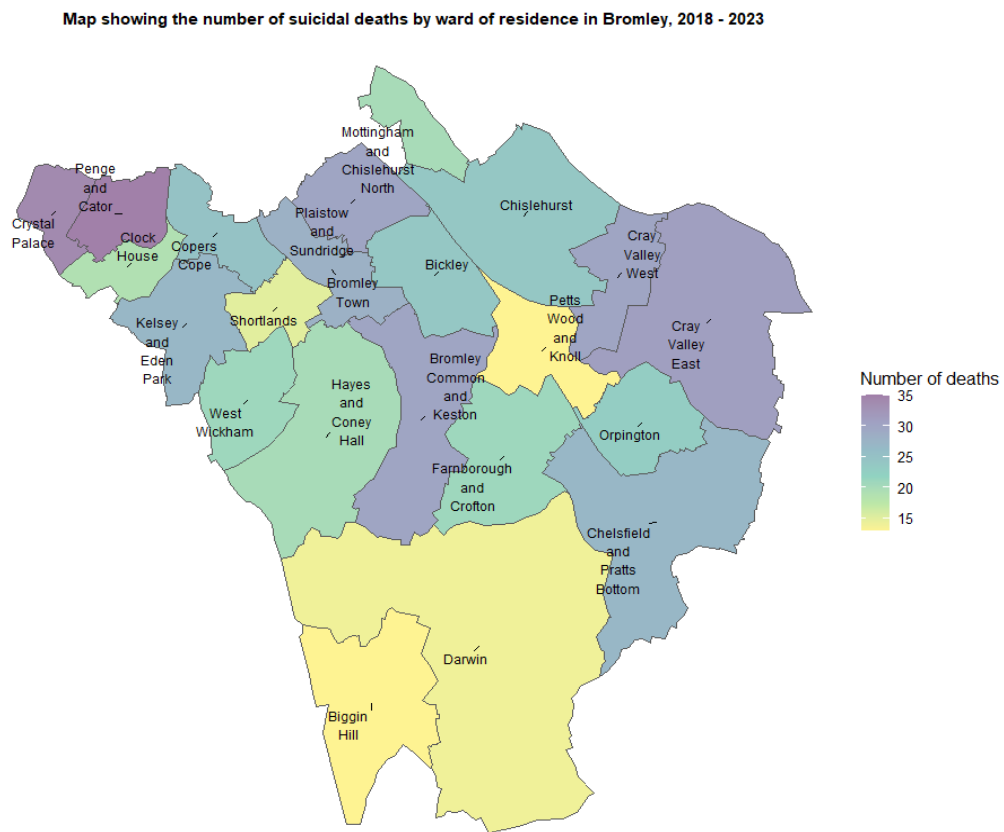 Map showing the number of suicidal deaths by ward of residence in Bromley, 2018 - 2023
Mottingham
and
Chislehurst
North
Penge
and
Cator
Crystal
Palace
Clock
House
Copers
Cope
Plaistow
and
Sundridge
Chislehurst
Cray
Valley
West
Bickley
Bromley
Town
Shortlands
Kelsey
and
Eden
Park
Petts
Wood
and
Knoll
Cray
Valley
East
Bromley
Common
and
Keston
Hayes
and
Coney
Hall
West
Wickham
Orpington
Farnborough
and
Crofton
Chelsfield
and
Pratts
Bottom
Darwin
Biggin
Hill
Number of deaths
35
30
25
20
15